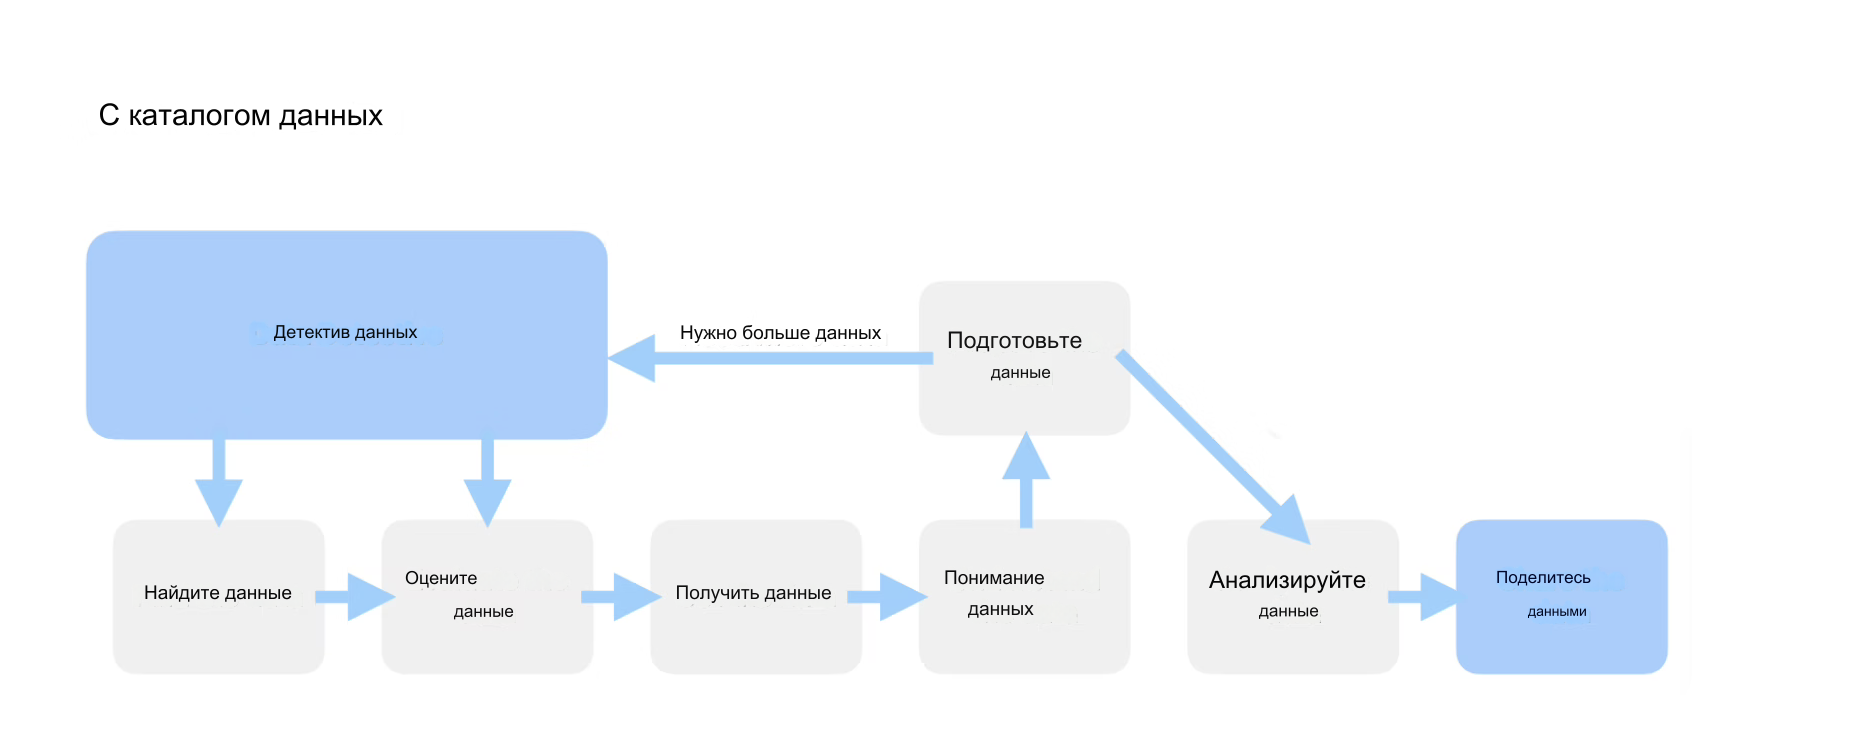 С каталогом данных
Детектив данных
Нужно больше данных
Подготовьте
данные
Найдите данные
Оцените
данные
Получить данные
Понимание
данных
Анализируйте
данные
Поделитесь
данными